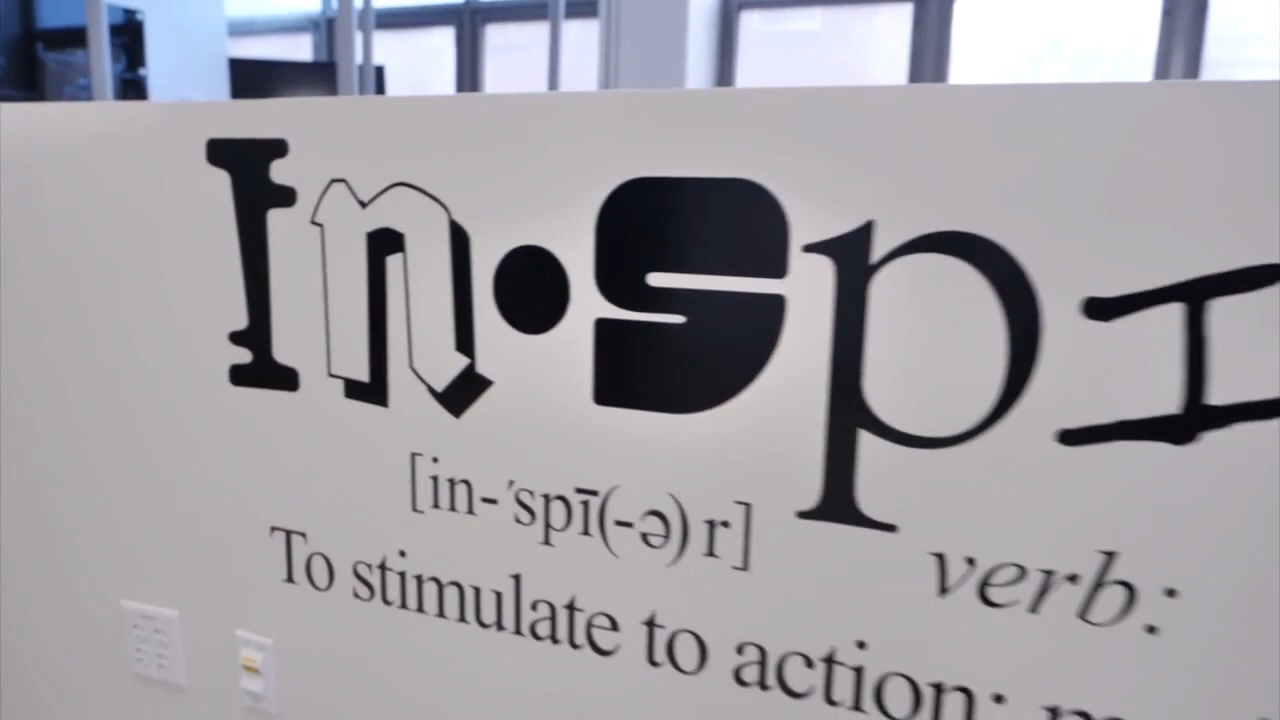 In·spI
[in-ˈspī(-ə)r]
verb:
To stimulate to action;